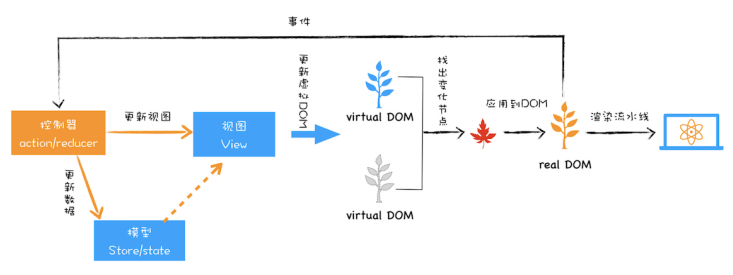 事件
控制器
action/reducer
更新视图
视图
View
更新数据
模型
Store/state
更新虚拟DOM
virtual DOM
virtual DOM
找出变化节点
应用到DOM
real DOM
渲染流水线